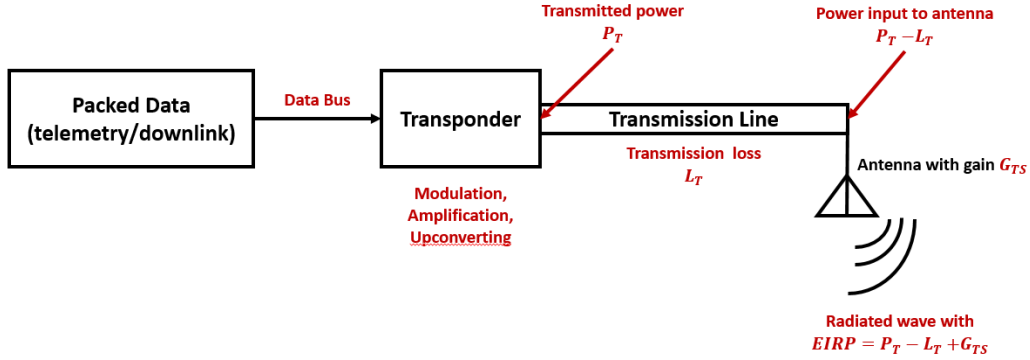 Transmitted power
P_T
Power input to antenna
P_T − L_T
Packed Data
(telemetry/downlink)
Data Bus
Transponder
Transmission Line
Transmission loss
L_T
Antenna with gain G_TS
Modulation,
Amplification,
Upconverting
Radiated wave with
EIRP = P_T − L_T + G_TS